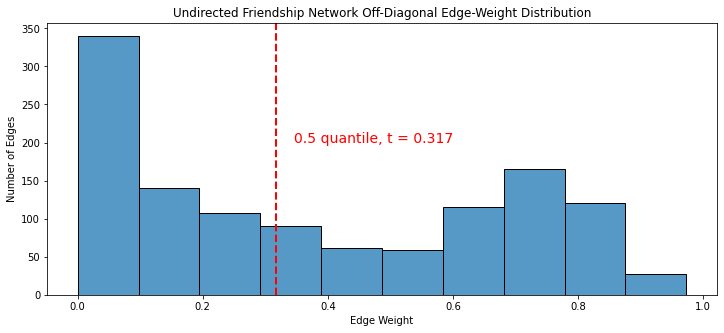 Undirected Friendship Network Off-Diagonal Edge-Weight Distribution
350
300
250
200
150
100
50
0
Number of Edges
0.5 quantile, t = 0.317
0.0 0.2 0.4 0.6 0.8 1.0
Edge Weight